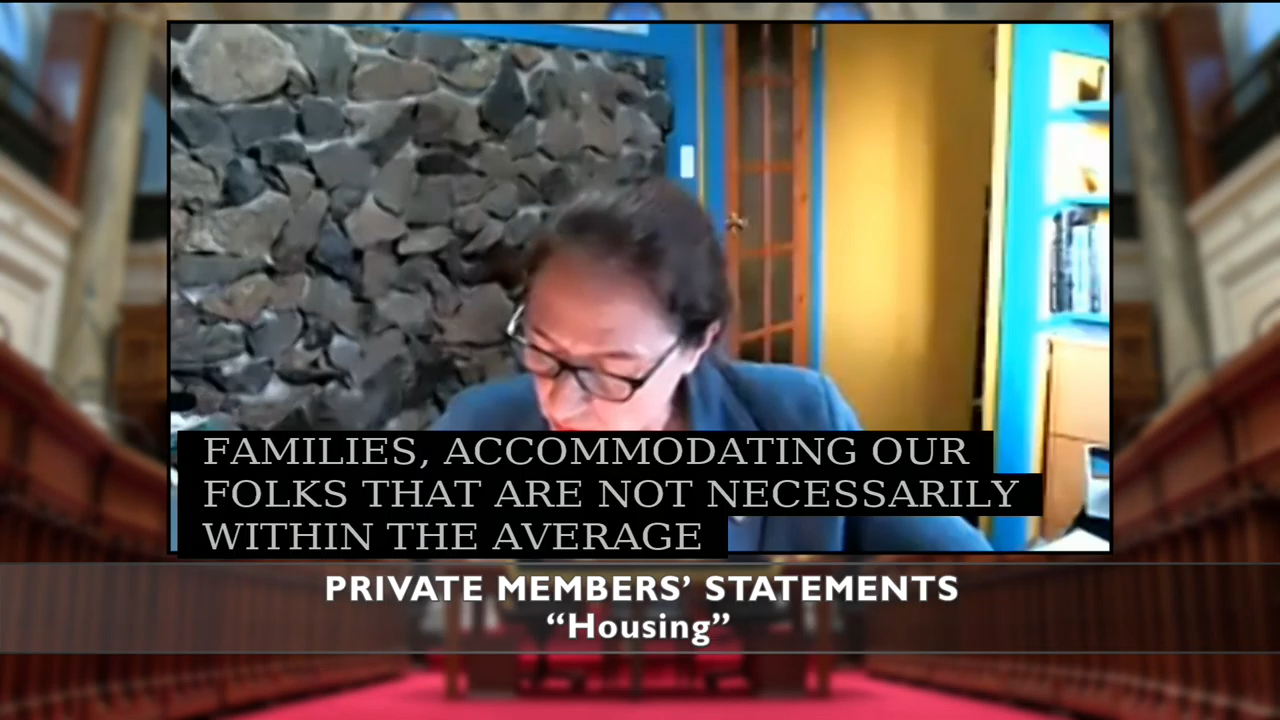 FAMILIES, ACCOMMODATING OUR
FOLKS THAT ARE NOT NECESSARILY
WITHIN THE AVERAGE
PRIVATE MEMBERS’ STATEMENTS
“Housing”